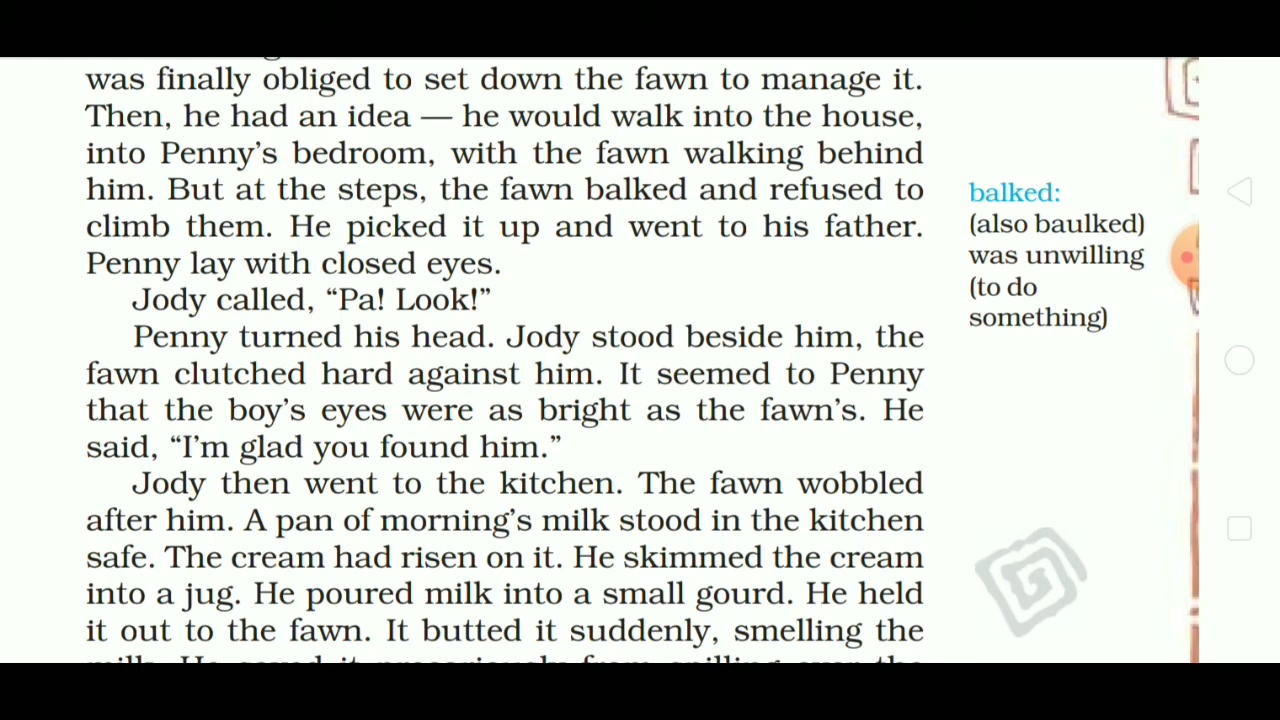 was finally obliged to set down the fawn to manage it.
Then, he had an idea — he would walk into the house,
into Penny's bedroom, with the fawn walking behind
him. But at the steps, the fawn balked and refused to
climb them. He picked it up and went to his father.
Penny lay with closed eyes.
Jody called, “Pa! Look!”
Penny turned his head. Jody stood beside him, the
fawn clutched hard against him. It seemed to Penny
that the boy's eyes were as bright as the fawn's. He
said, “I'm glad you found him.”
Jody then went to the kitchen. The fawn wobbled
after him. A pan of morning's milk stood in the kitchen
safe. The cream had risen on it. He skimmed the cream
into a jug. He poured milk into a small gourd. He held
it out to the fawn. It butted it suddenly, smelling the
balked:
(also baulked)
was unwilling
(to do
something)